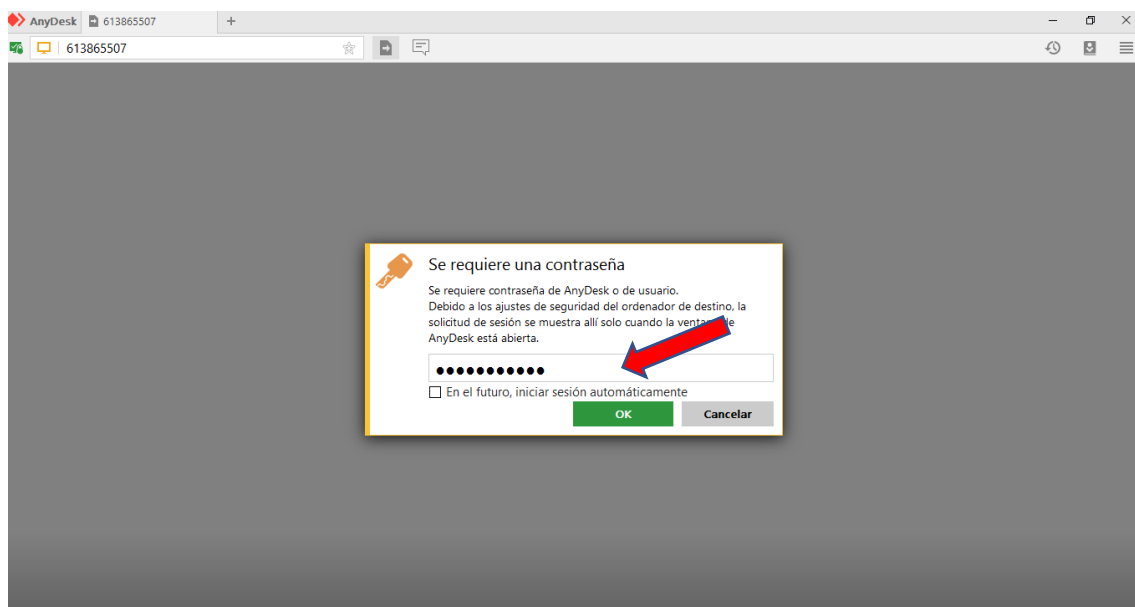 AnyDesk 613865507 +
613865507
Se requiere una contraseña
Se requiere contraseña de AnyDesk o de usuario.
Debido a los ajustes de seguridad del ordenador de destino, la
solicitud de sesión se muestra allí solo cuando la
AnyDesk está abierta.
En el futuro, iniciar sesión automáticamente
OK Cancelar